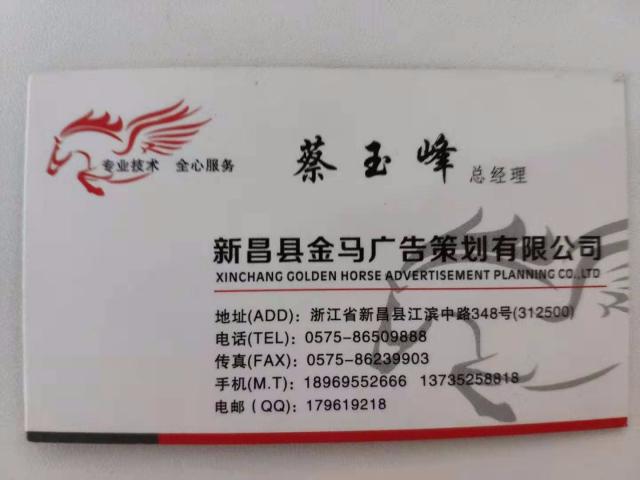 专业技术 全心服务
蔡玉峰 总经理
新昌县金马广告策划有限公司
XINCHANG GOLDEN HORSE ADVERTISEMENT PLANNING CO.,LTD
地址(ADD): 浙江省新昌县江滨中路348号(312500)
电话(TEL): 0575-86509888
传真(FAX): 0575-86239903
手机(M.T): 18969552666 13735258818
电邮(QQ): 179619218